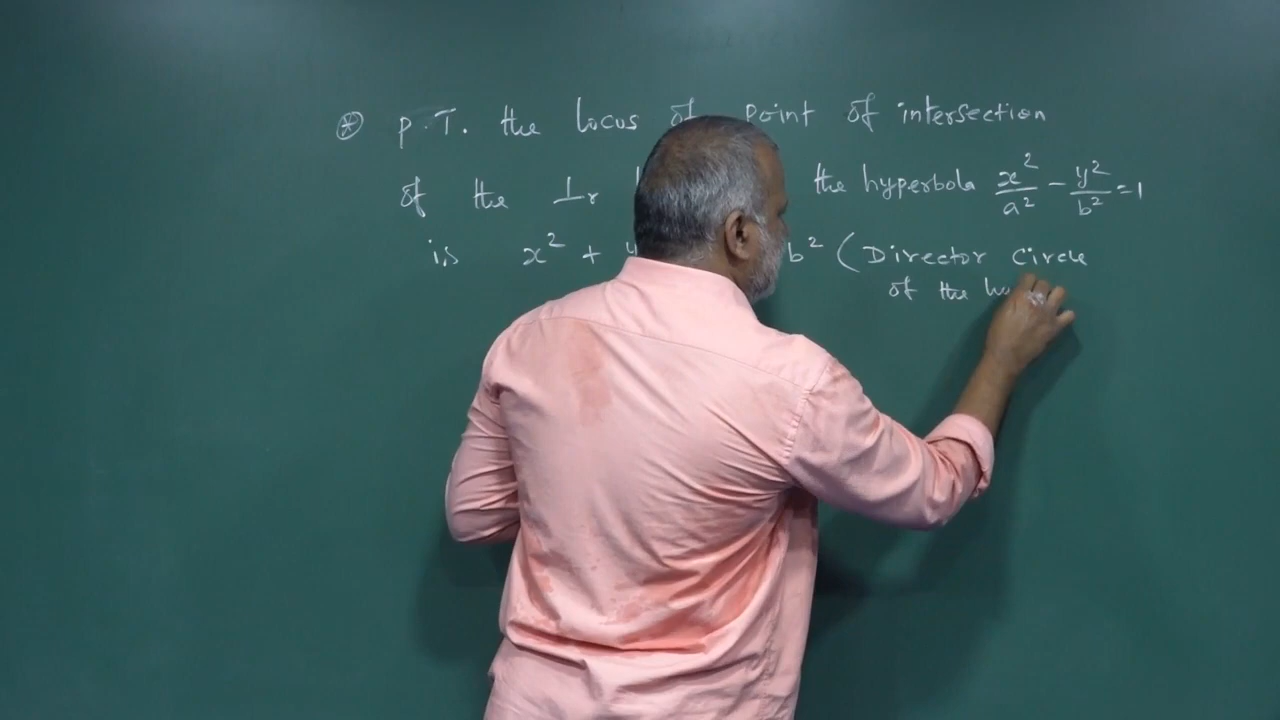 ⊛ P.T. the locus of point of intersection
of the ⊥r the hyperbola x²/a² - y²/b² = 1
is x² + b² (Director Circle
of the